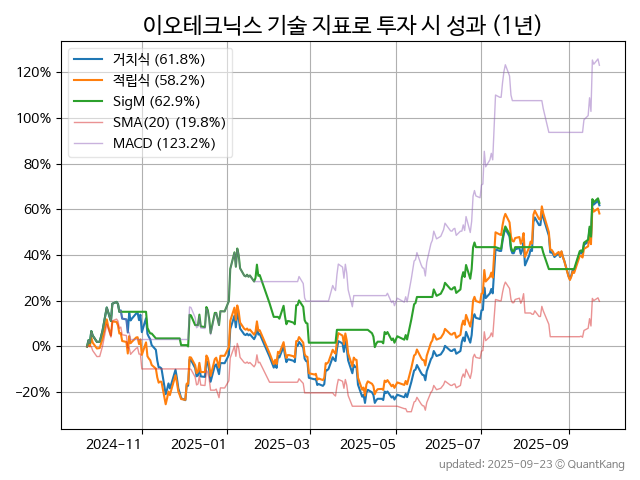 이오테크닉스 기술 지표로 투자 시 성과 (1년)
거치식 (61.8%)
적립식 (58.2%)
SigM (62.9%)
SMA(20) (19.8%)
MACD (123.2%)
120%
100%
80%
60%
40%
20%
0%
−20%
2024-11
2025-01
2025-03
2025-05
2025-07
2025-09
updated: 2025-09-23 © QuantKang